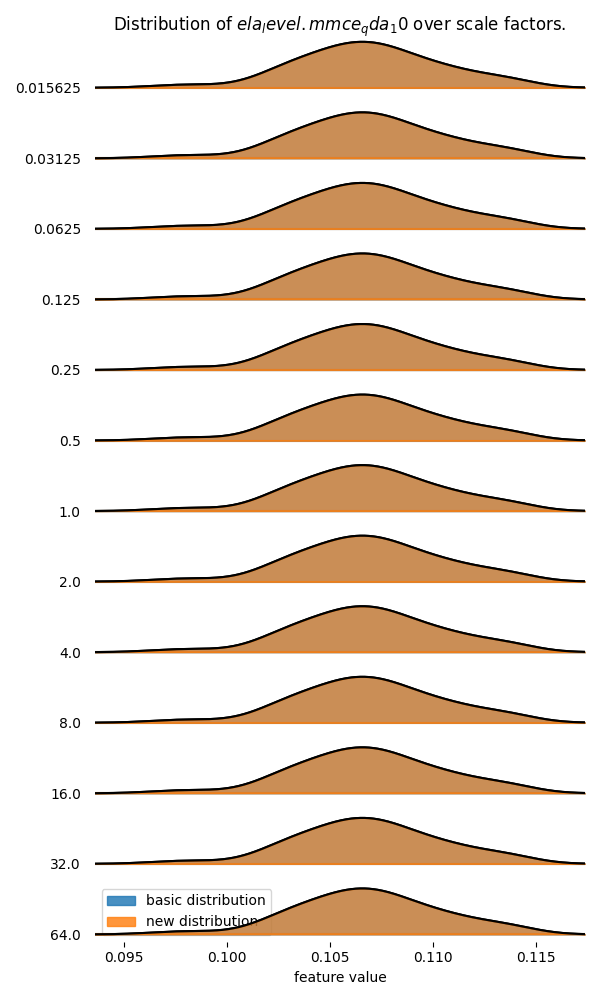 Distribution of elaₗevel.mmce_qda₁0 over scale factors.
0.015625
0.03125
0.0625
0.125
0.25
0.5
1.0
2.0
4.0
8.0
16.0
32.0
basic distribution
new distribution
64.0
0.095 0.100 0.105 0.110 0.115
feature value